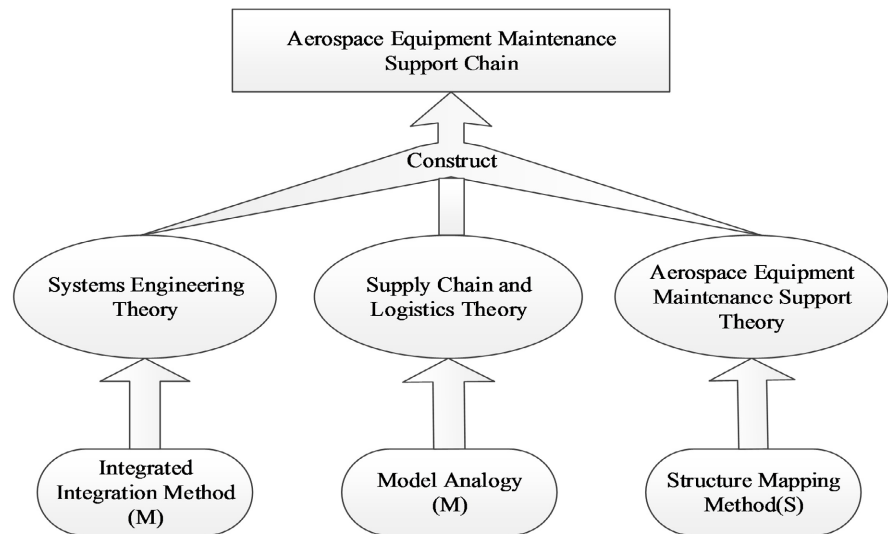 Aerospace Equipment Maintenance
Support Chain
Construct
Systems Engineering
Theory
Supply Chain and
Logistics Theory
Aerospace Equipment
Maintenance Support
Theory
Integrated
Integration Method
(M)
Model Analogy
(M)
Structure Mapping
Method(S)